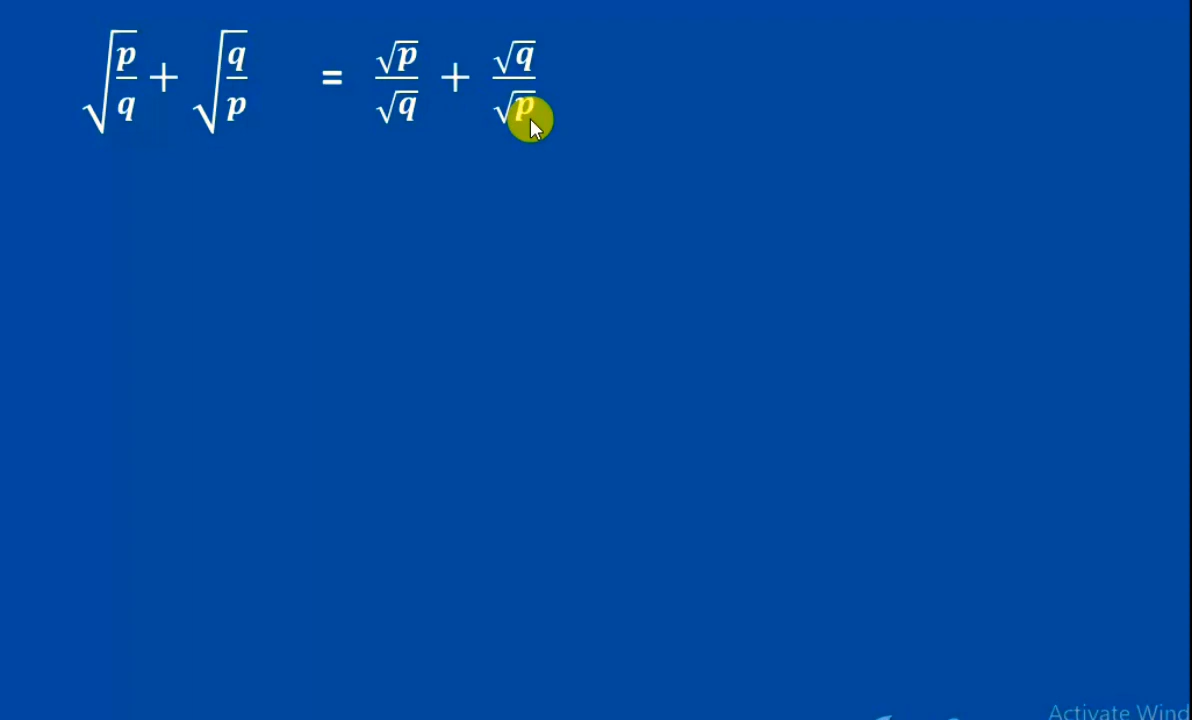 √(p/q) + √(q/p) = √p/√q + √q/√p
Activate Wind